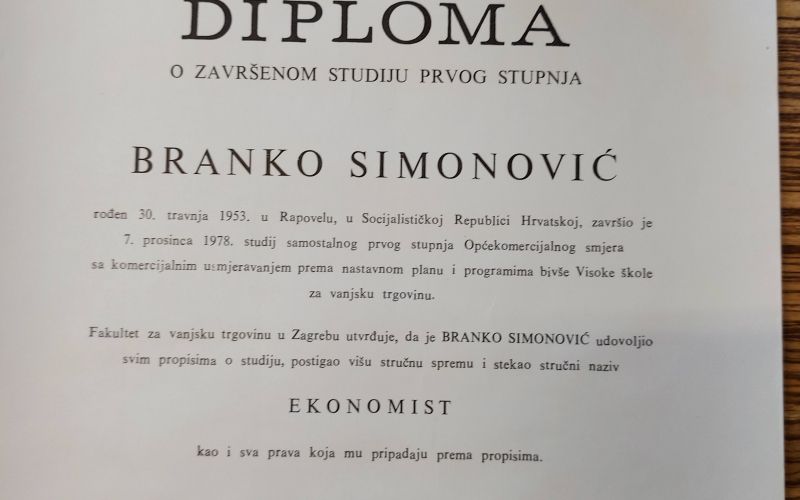 DIPLOMA
O ZAVRŠENOM STUDIJU PRVOG STUPNJA
BRANKO SIMONOVIĆ
rođen 30. travnja 1953. u Rapovelu, u Socijalističkoj Republici Hrvatskoj, završio je
7. prosinca 1978. studij samostalnog prvog stupnja Općekomercijalnog smjera
sa komercijalnim usmjeravanjem prema nastavnom planu i programima bivše Visoke škole
za vanjsku trgovinu.
Fakultet za vanjsku trgovinu u Zagrebu utvrđuje, da je BRANKO SIMONOVIĆ udovoljio
svim propisima o studiju, postigao višu stručnu spremu i stekao stručni naziv
EKONOMIST
kao i sva prava koja mu pripadaju prema propisima.